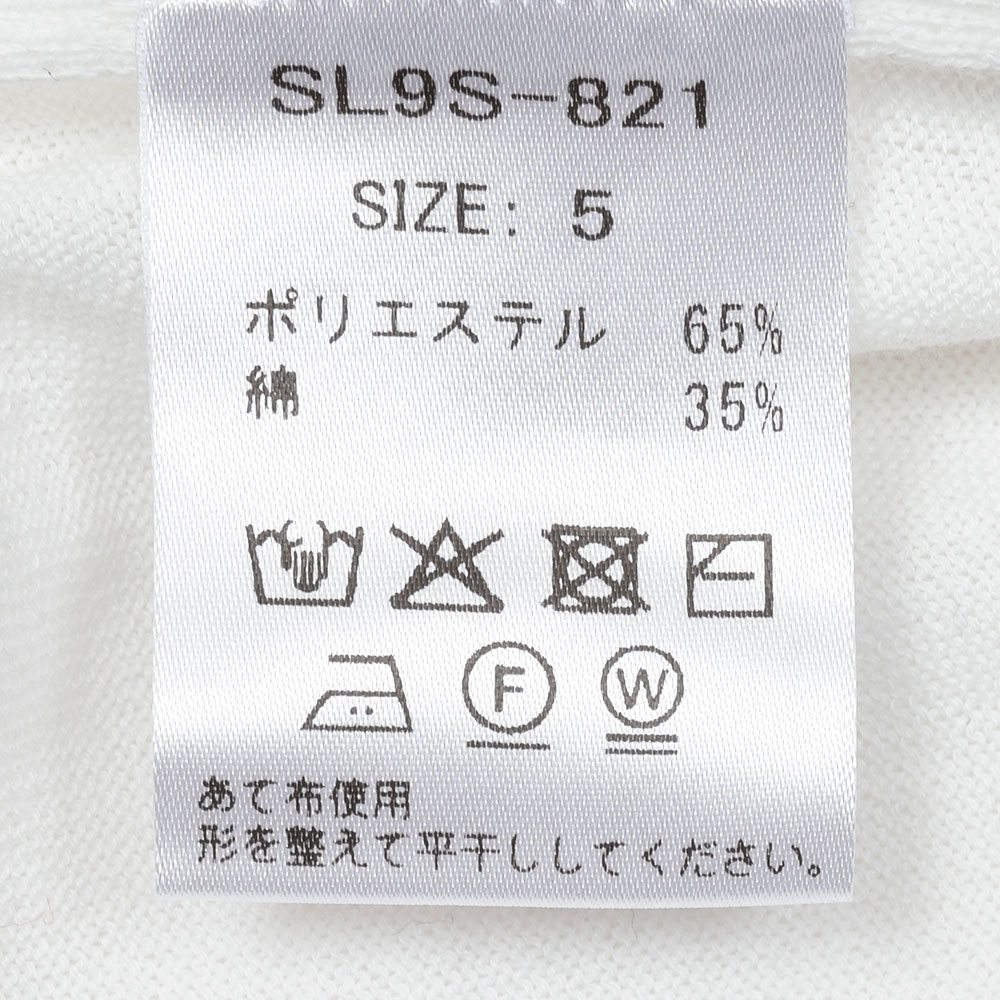 SL9S-821
SIZE: 5
ポリエステル 65%
綿 35%
F W
あて布使用
形を整えて平干ししてください。